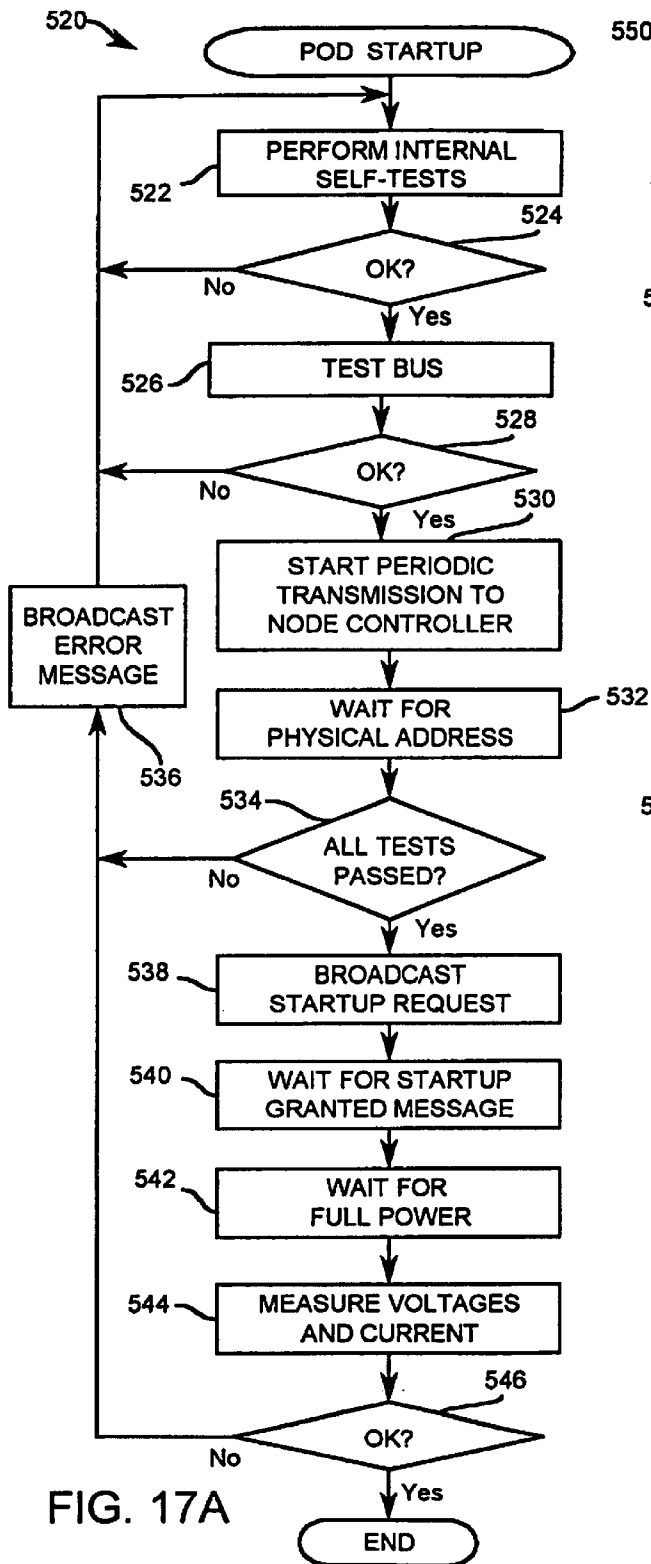 520
POD STARTUP
550
PERFORM INTERNAL
SELF-TESTS
522
524
OK?
No
Yes
5
TEST BUS
526
528
OK?
No
Yes
530
START PERIODIC
TRANSMISSION TO
NODE CONTROLLER
BROADCAST
ERROR
MESSAGE
536
WAIT FOR
PHYSICAL ADDRESS
532
534
ALL TESTS
PASSED?
No
Yes
5
538
BROADCAST
STARTUP REQUEST
540
WAIT FOR STARTUP
GRANTED MESSAGE
542
WAIT FOR
FULL POWER
544
MEASURE VOLTAGES
AND CURRENT
546
OK?
No
Yes
END
FIG. 17A